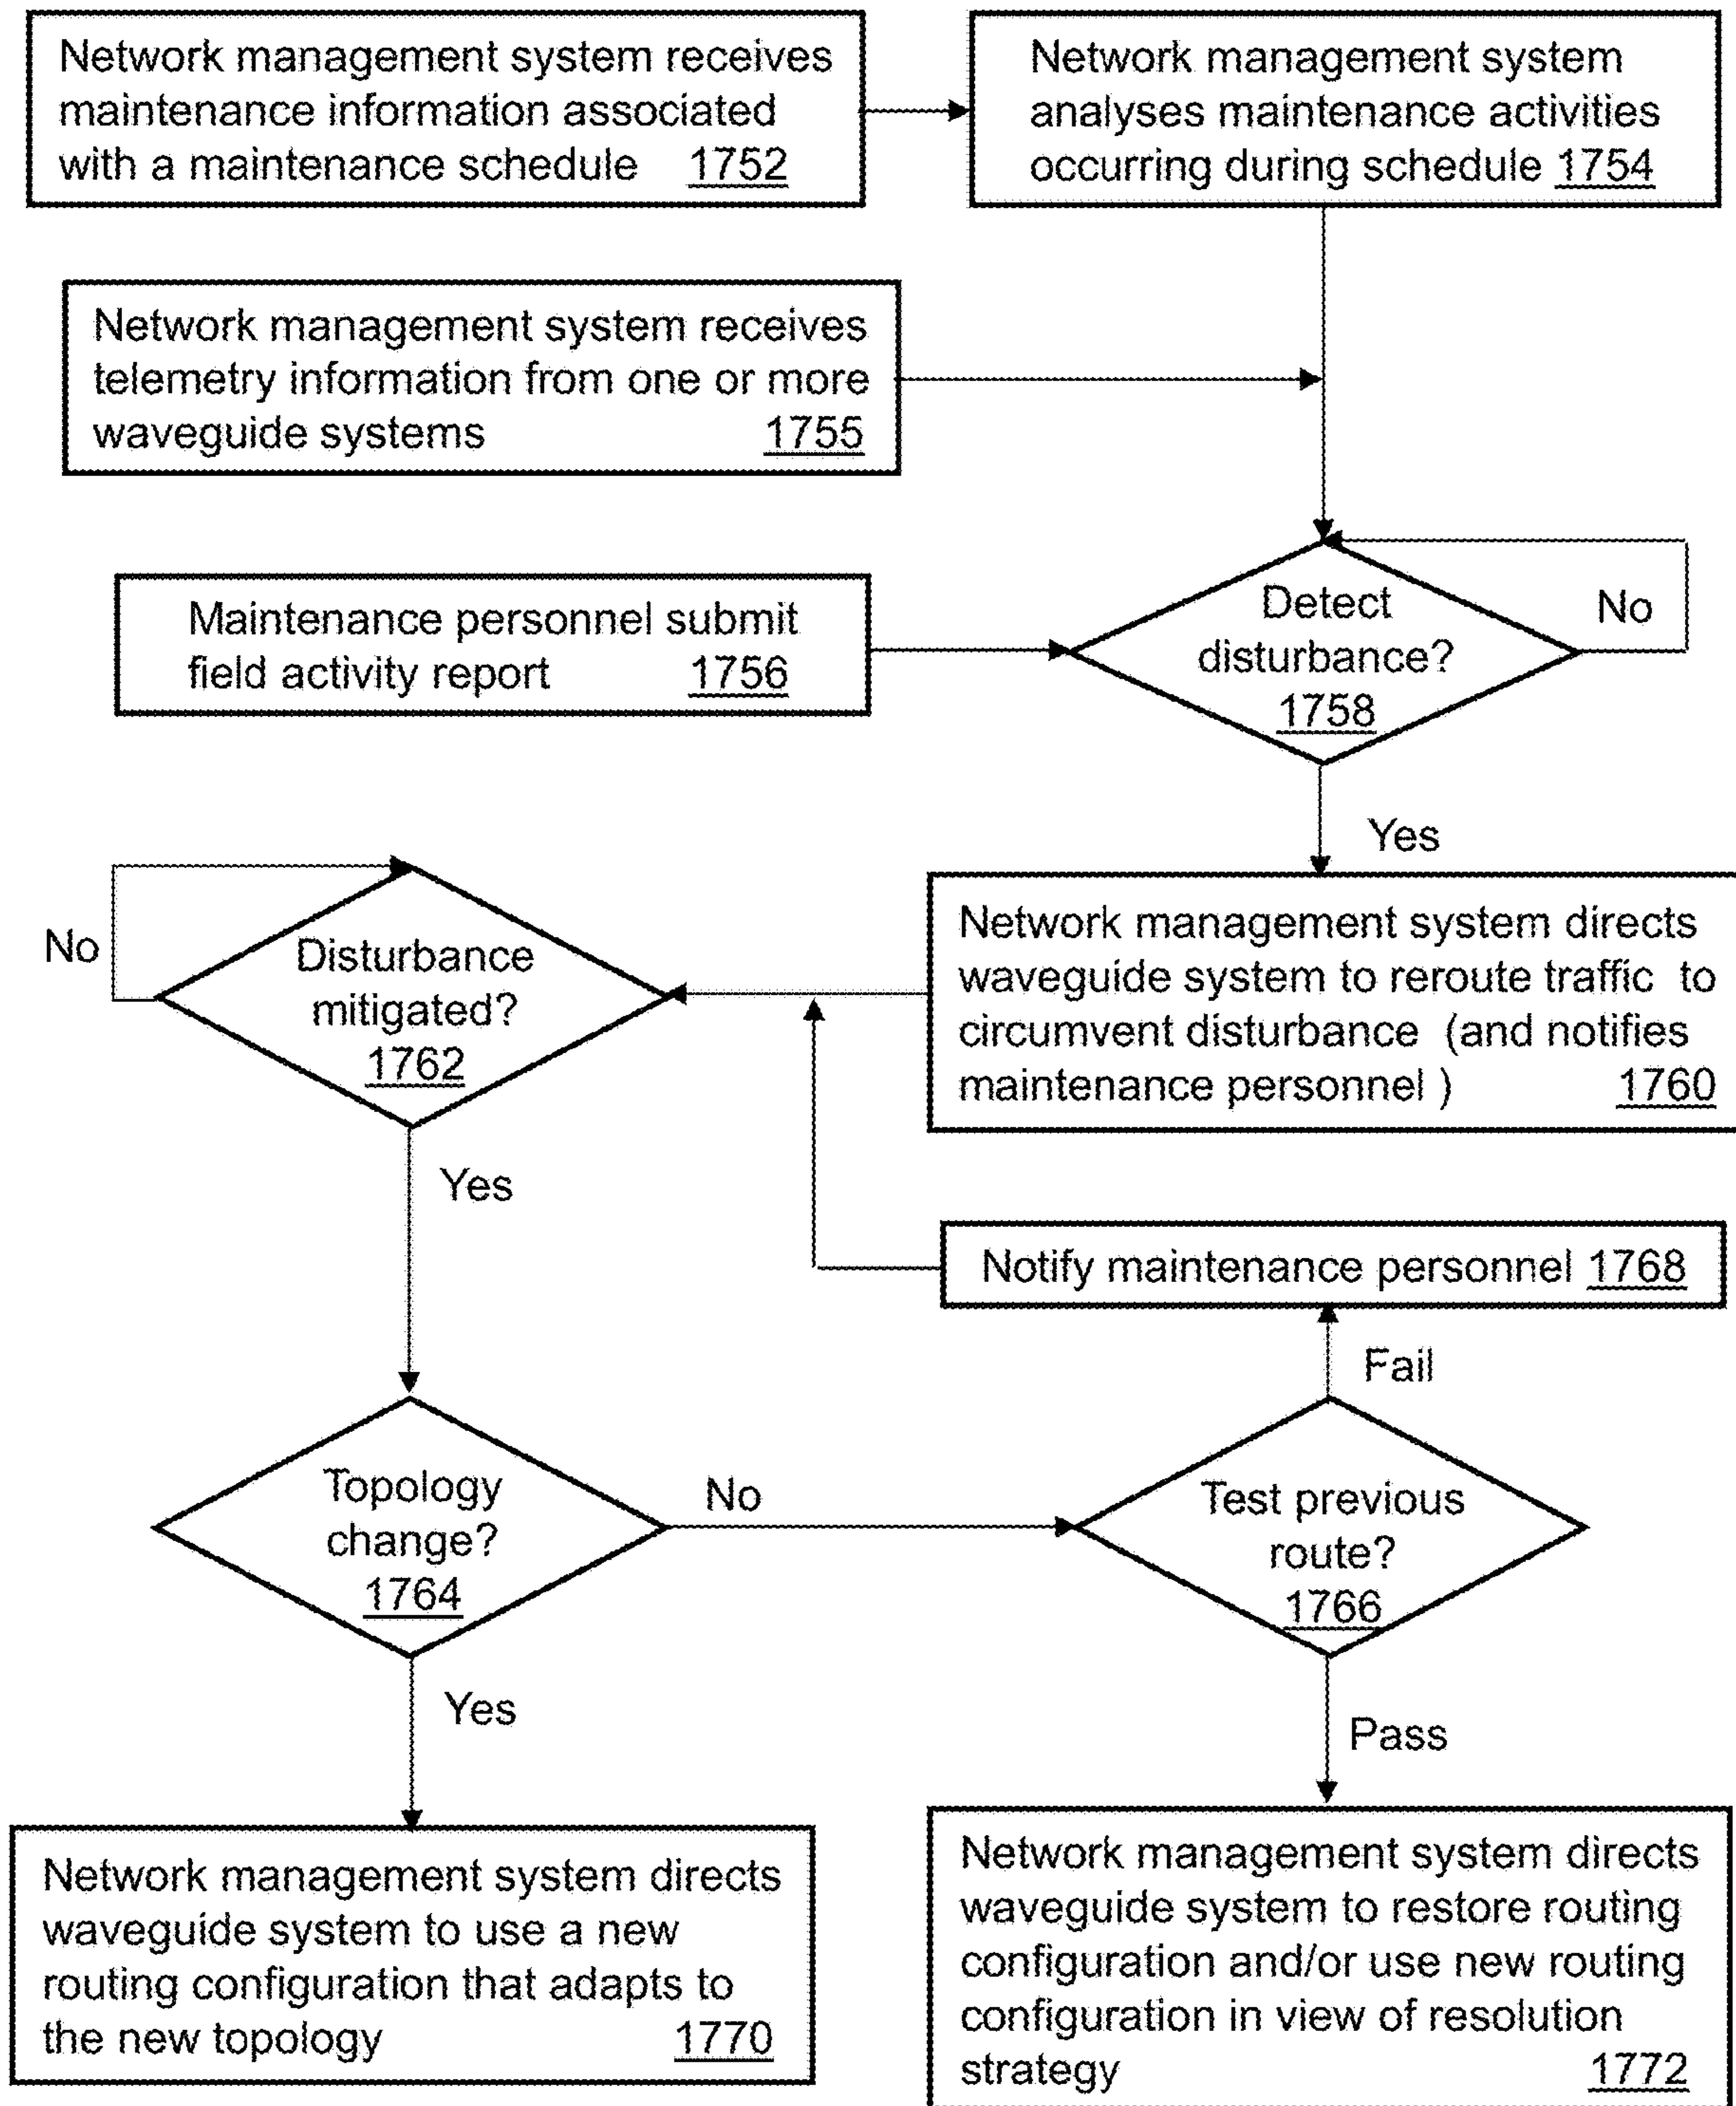 Network management system receives
maintenance information associated
with a maintenance schedule 1752
Network management system
analyses maintenance activities
occurring during schedule 1754
Network management system receives
telemetry information from one or more
waveguide systems 1755
Maintenance personnel submit
field activity report 1756
Detect
disturbance?
1758
No
Yes
Network management system directs
waveguide system to reroute traffic to
circumvent disturbance (and notifies
maintenance personnel ) 1760
No
Disturbance
mitigated?
1762
Yes
Notify maintenance personnel 1768
Fail
Topology
change?
1764
No
Test previous
route?
1766
Yes
Pass
Network management system directs
waveguide system to use a new
routing configuration that adapts to
the new topology 1770
Network management system directs
waveguide system to restore routing
configuration and/or use new routing
configuration in view of resolution
strategy 1772